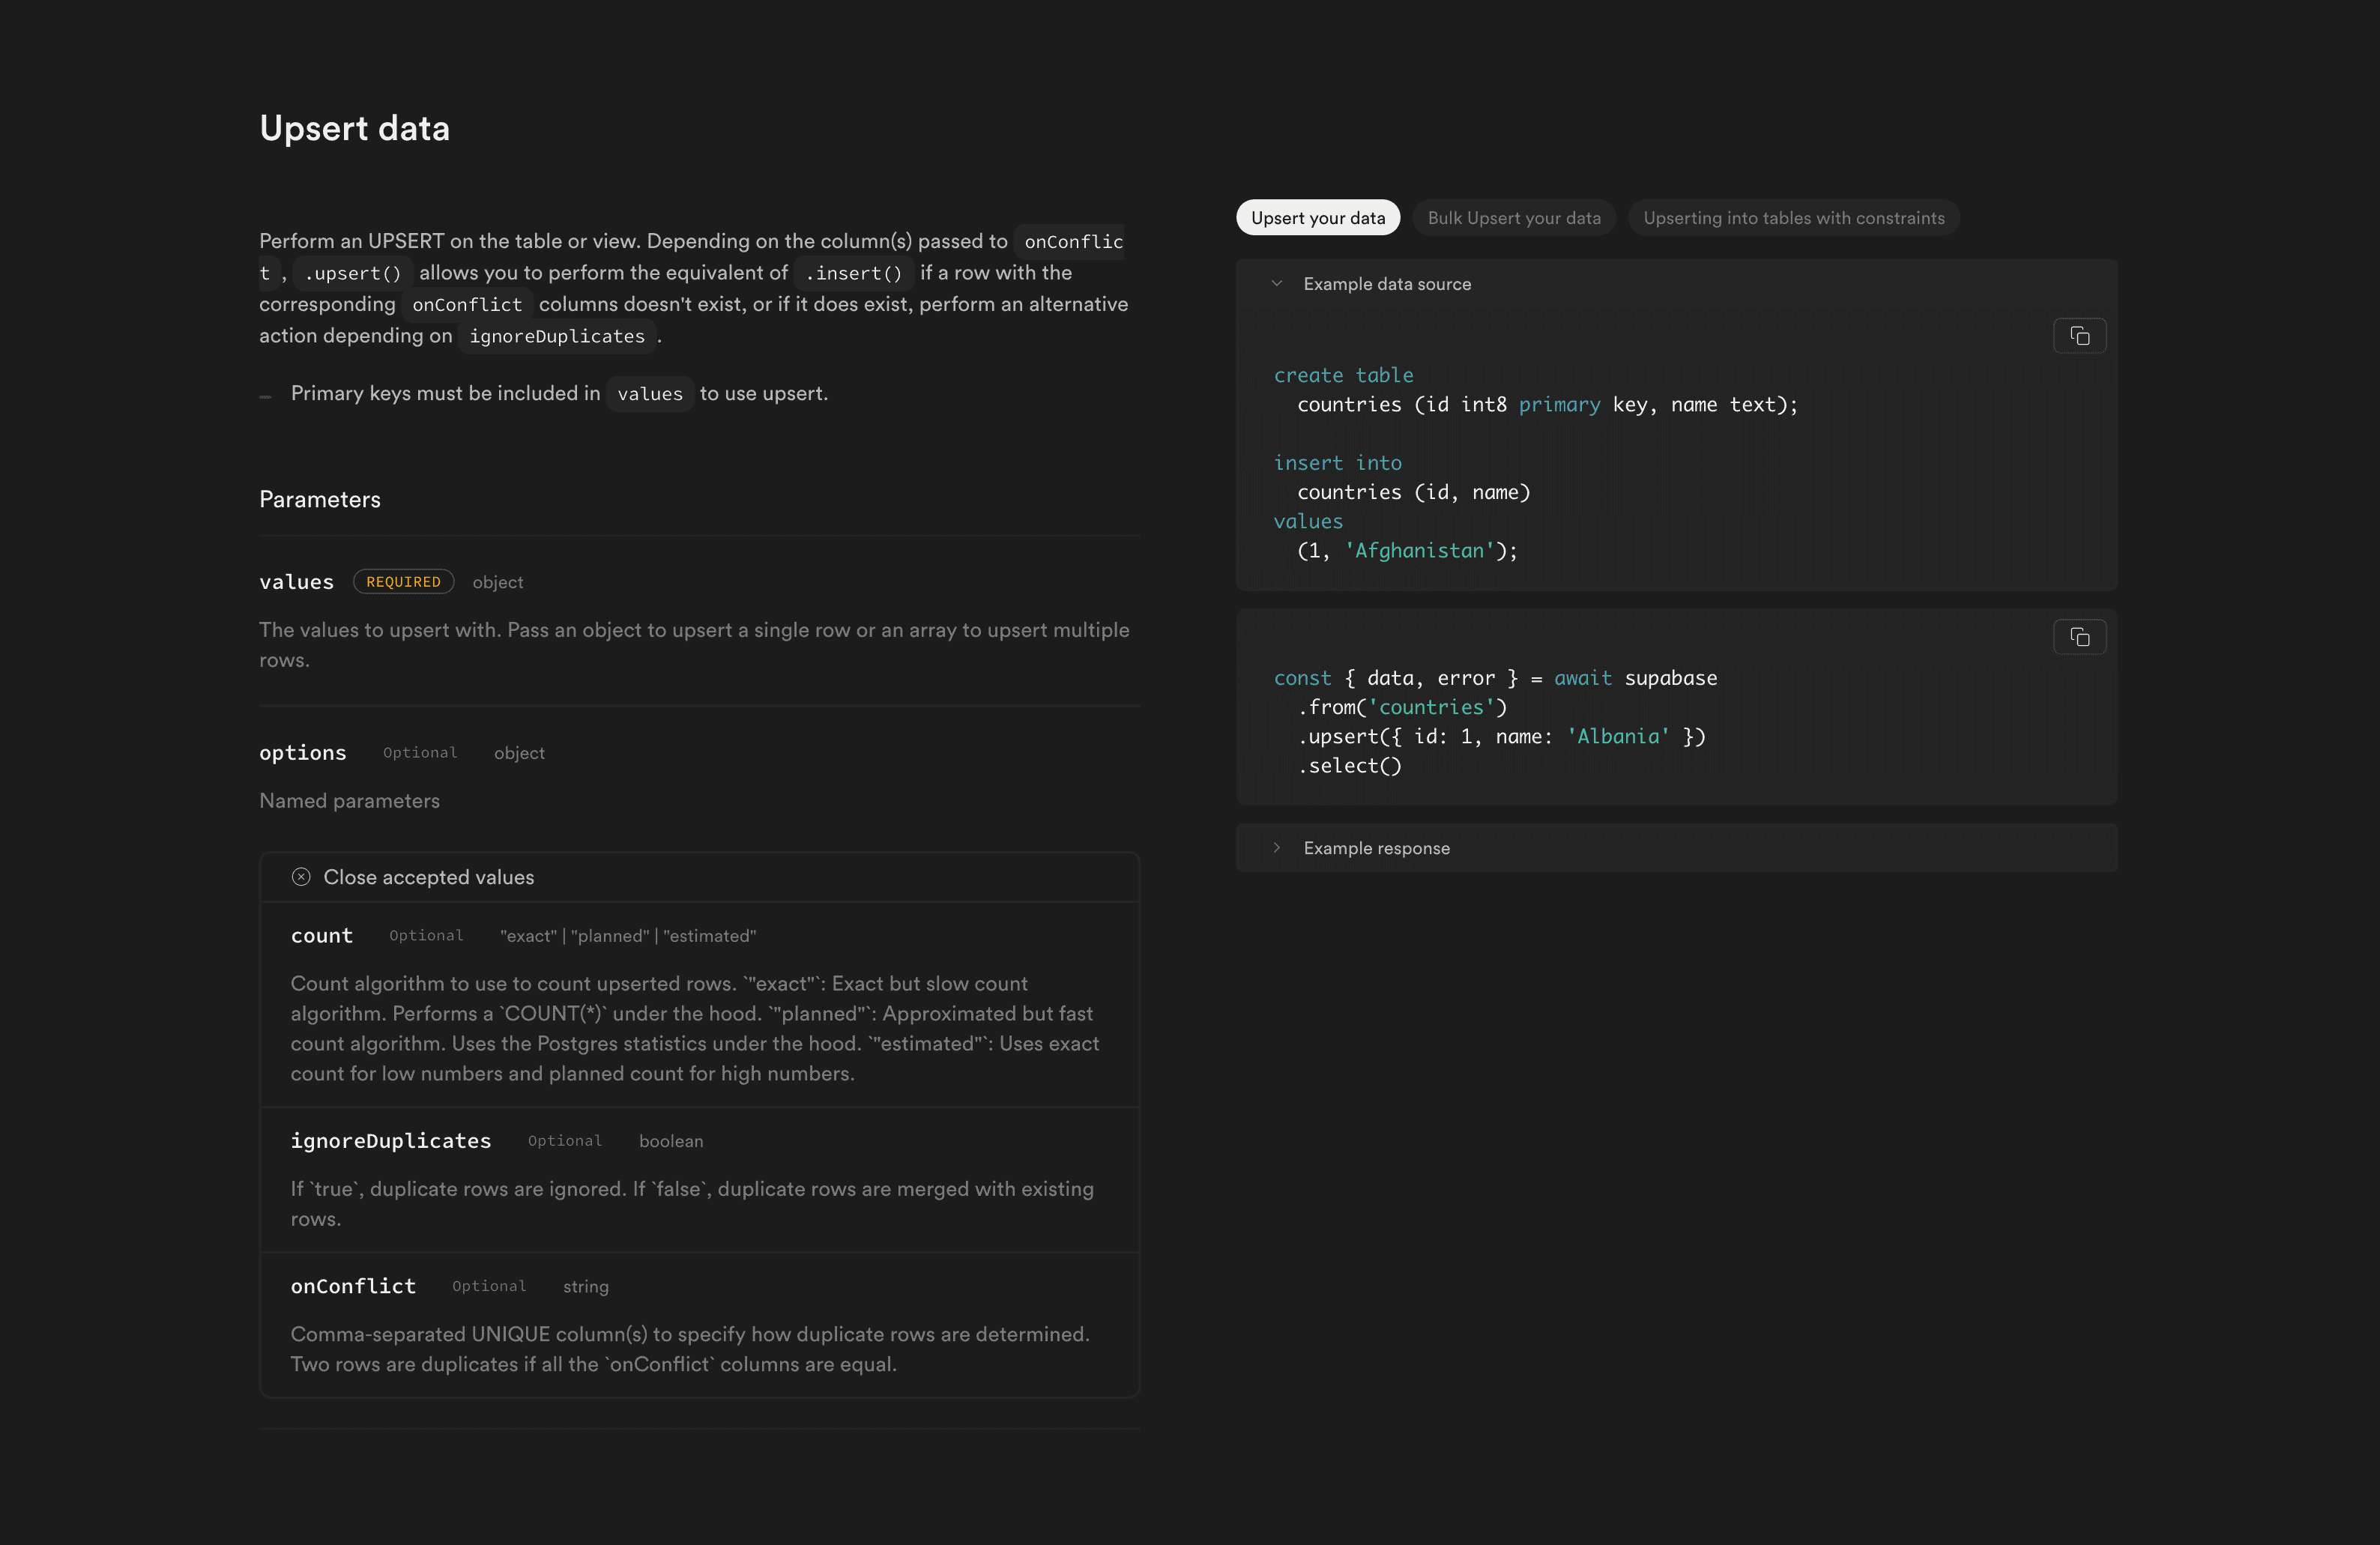 Upsert data
Perform an UPSERT on the table or view. Depending on the column(s) passed to onConflic
t , .upsert() allows you to perform the equivalent of .insert() if a row with the
corresponding onConflict columns doesn't exist, or if it does exist, perform an alternative
action depending on ignoreDuplicates .
– Primary keys must be included in values to use upsert.
Parameters
values REQUIRED object
The values to upsert with. Pass an object to upsert a single row or an array to upsert multiple
rows.
options Optional object
Named parameters
Close accepted values
count Optional "exact" | "planned" | "estimated"
Count algorithm to use to count upserted rows. `"exact"`: Exact but slow count
algorithm. Performs a `COUNT(*)` under the hood. `"planned"`: Approximated but fast
count algorithm. Uses the Postgres statistics under the hood. `"estimated"`: Uses exact
count for low numbers and planned count for high numbers.
ignoreDuplicates Optional boolean
If `true`, duplicate rows are ignored. If `false`, duplicate rows are merged with existing
rows.
onConflict Optional string
Comma-separated UNIQUE column(s) to specify how duplicate rows are determined.
Two rows are duplicates if all the `onConflict` columns are equal.
Upsert your data Bulk Upsert your data Upserting into tables with constraints
Example data source
create table
  countries (id int8 primary key, name text);
insert into
  countries (id, name)
values
  (1, 'Afghanistan');
const { data, error } = await supabase
  .from('countries')
  .upsert({ id: 1, name: 'Albania' })
  .select()
Example response